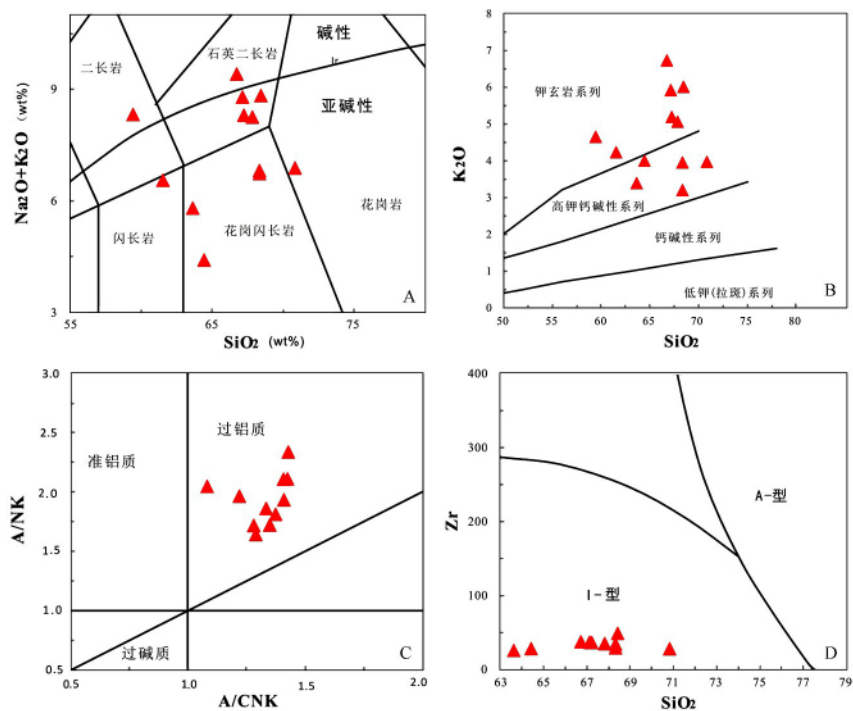 碱性
Ir
石英二长岩
二长岩
亚碱性
花岗岩
闪长岩
花岗闪长岩
A
9
6
3
55
65
75
Na₂O+K₂O (wt%)
SiO₂ (wt%)
8
7
6
5
4
3
2
1
0
钾玄岩系列
高钾钙碱性系列
钙碱性系列
低钾(拉斑)系列
B
50
55
60
65
70
75
80
K₂O
SiO₂
3.0
2.5
2.0
1.5
1.0
0.5
过铝质
准铝质
过碱质
C
0.5
1.0
1.5
2.0
A/NK
A/CNK
400
350
300
250
200
150
100
50
0
A-型
I-型
D
63
65
67
69
71
73
75
77
79
Zr
SiO₂